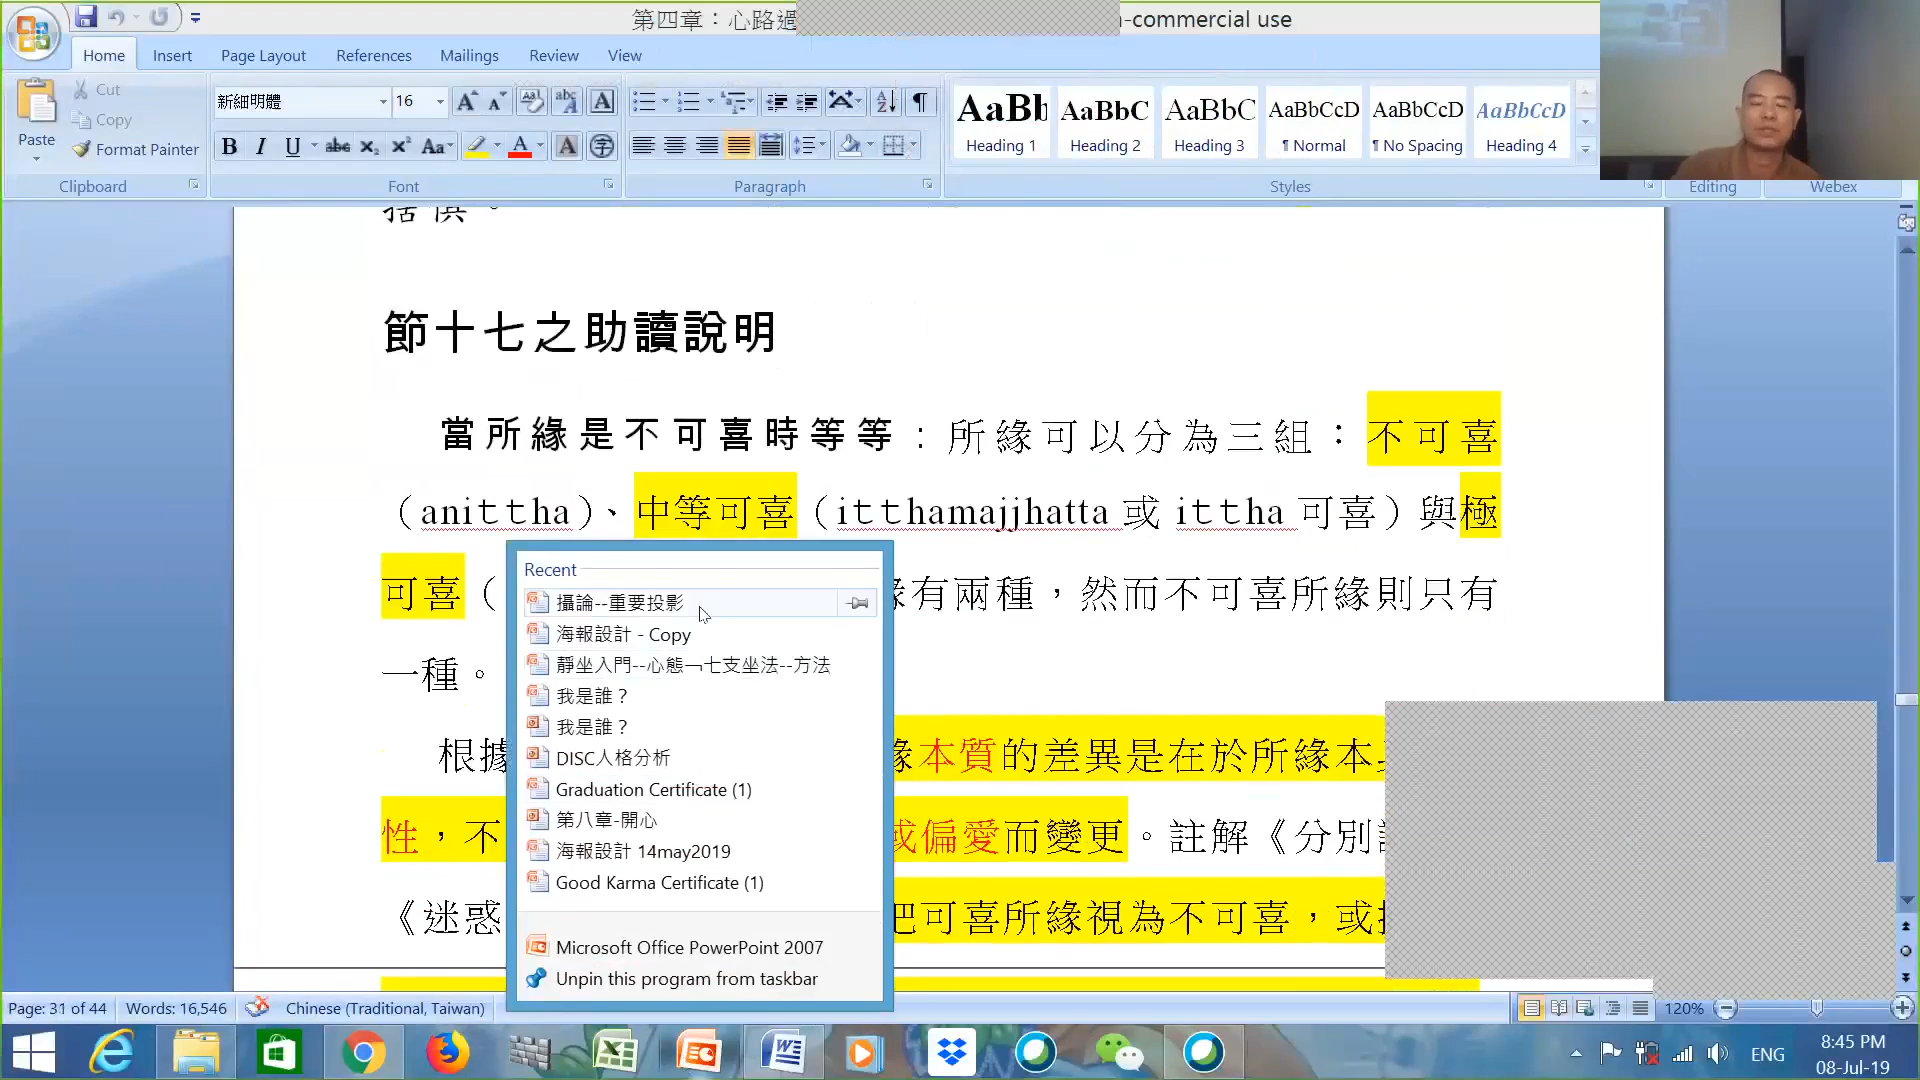 第四章：心路過
-commercial use
Home Insert Page Layout References Mailings Review View
Paste
Cut
Copy
Format Painter
新細明體 16
AaBb AaBbC AaBbC AaBbCcD AaBbCcD AaBbCcD
Heading 1 Heading 2 Heading 3 ¶ Normal ¶ No Spacing Heading 4
Clipboard Font Paragraph Styles Editing Webex
節十七之助讀說明
當所緣是不可喜時等等：所緣可以分為三組：不可喜
（anittha）、中等可喜（itthamajjhatta 或 ittha 可喜）與極
可喜（
緣有兩種，然而不可喜所緣則只有
一種。
根據
緣本質的差異是在於所緣本
性，不
或偏愛而變更。註解《分別
《迷惑
把可喜所緣視為不可喜，或
Recent
攝論--重要投影
海報設計 - Copy
靜坐入門--心態﹁七支坐法--方法
我是誰？
我是誰？
DISC人格分析
Graduation Certificate (1)
第八章-開心
海報設計 14may2019
Good Karma Certificate (1)
Microsoft Office PowerPoint 2007
Unpin this program from taskbar
Page: 31 of 44 Words: 16,546 Chinese (Traditional, Taiwan) 120%
ENG
8:45 PM
08-Jul-19